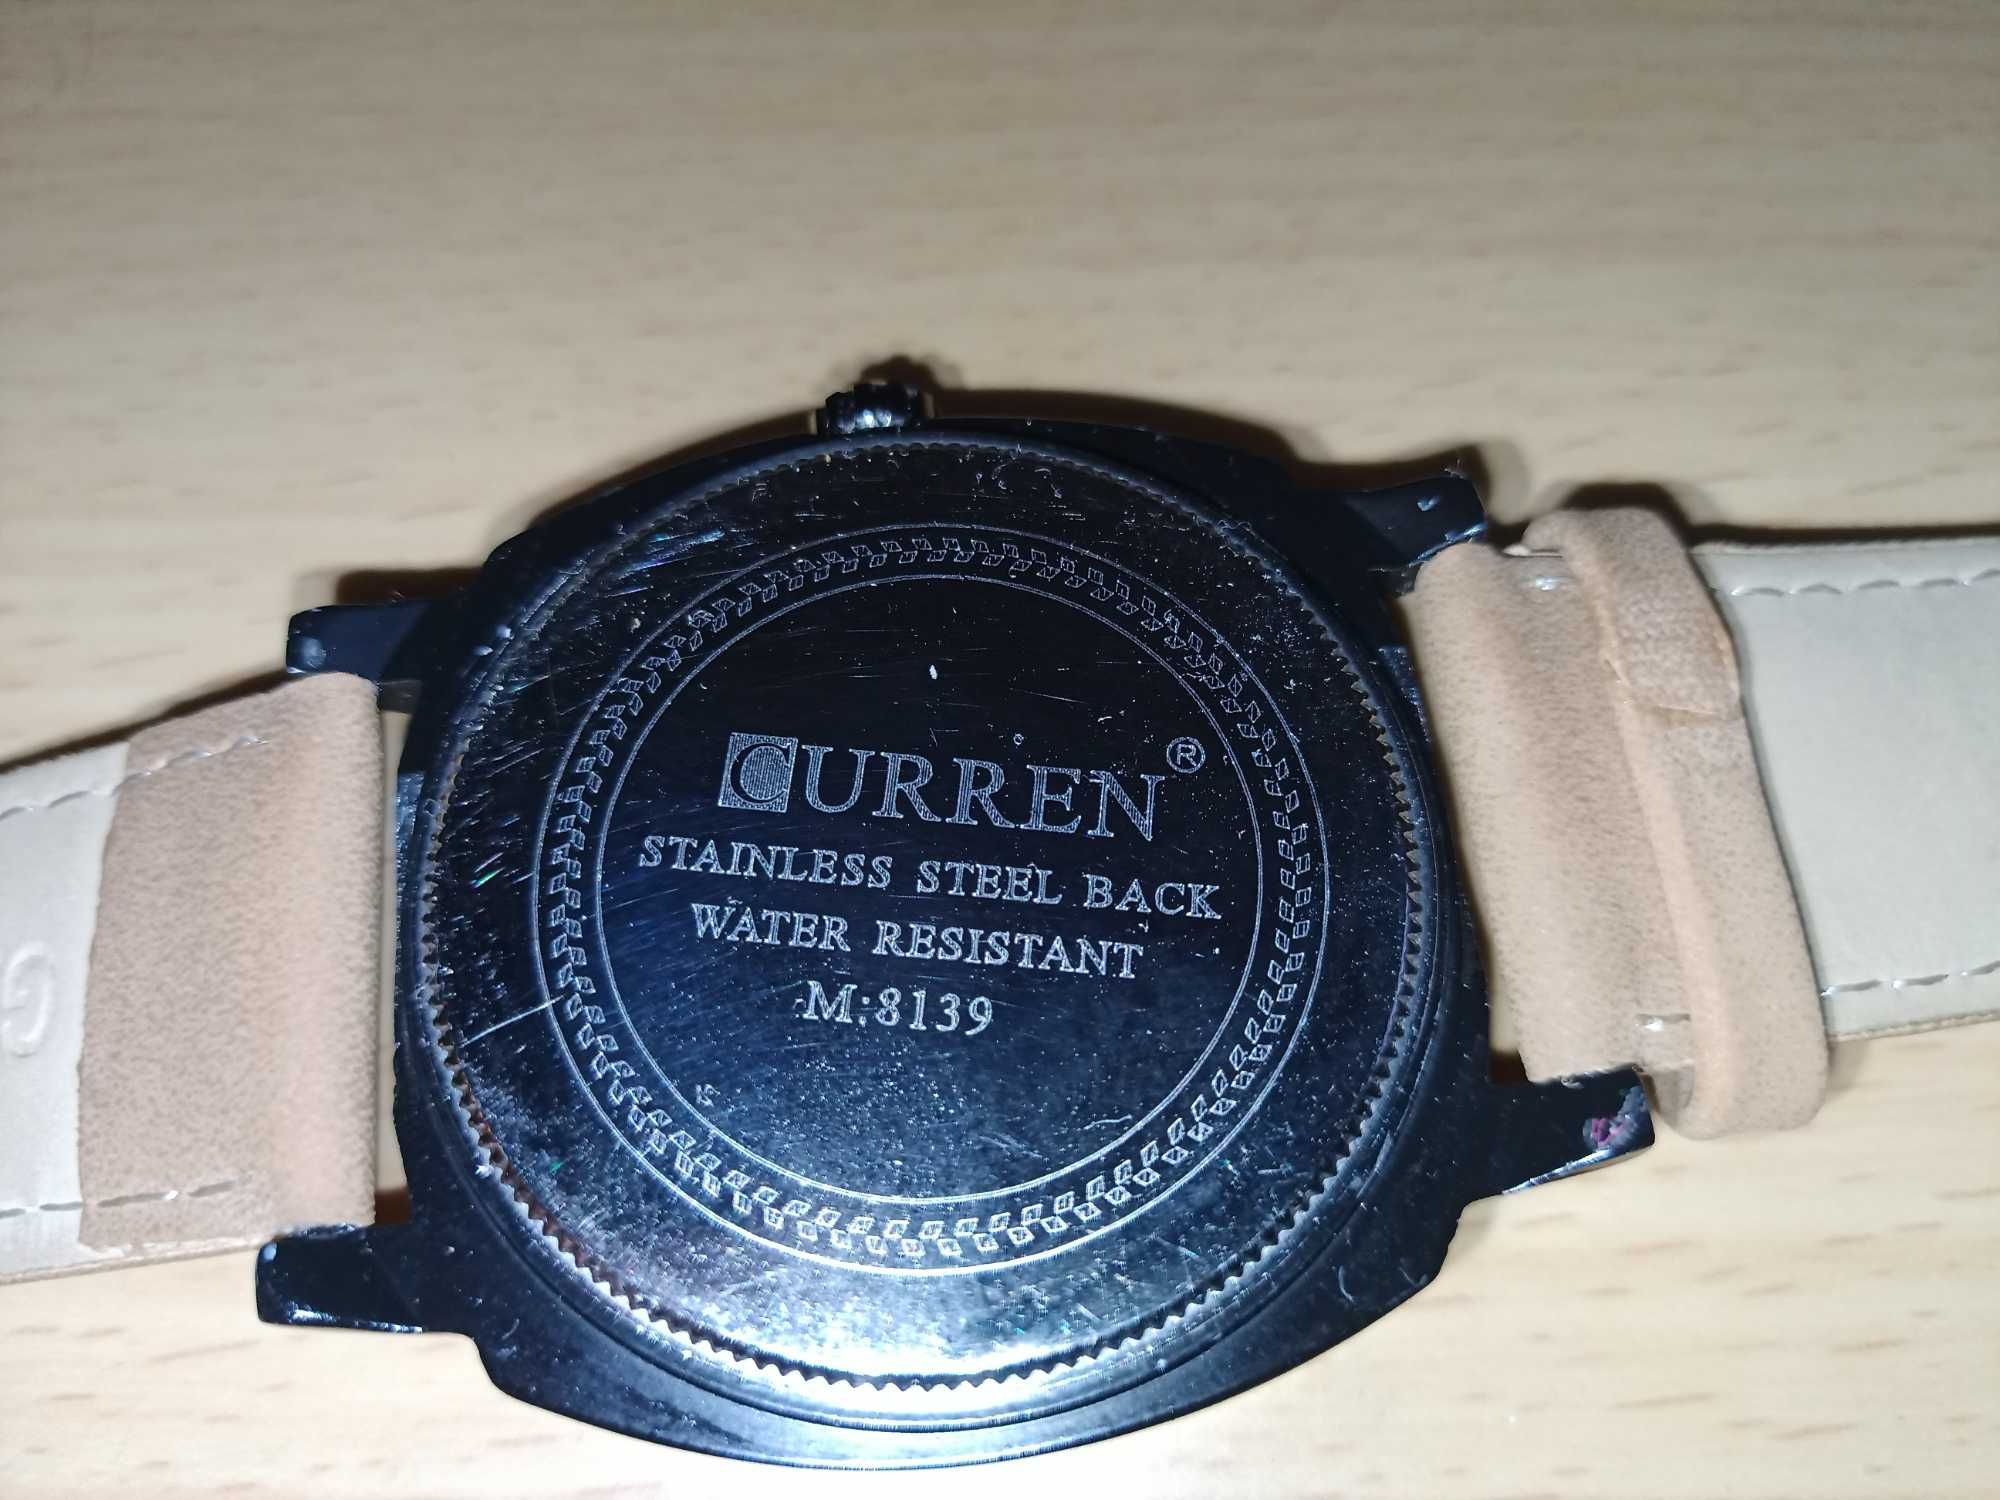 CURREN®
STAINLESS STEEL BACK
WATER RESISTANT
M:8139
G